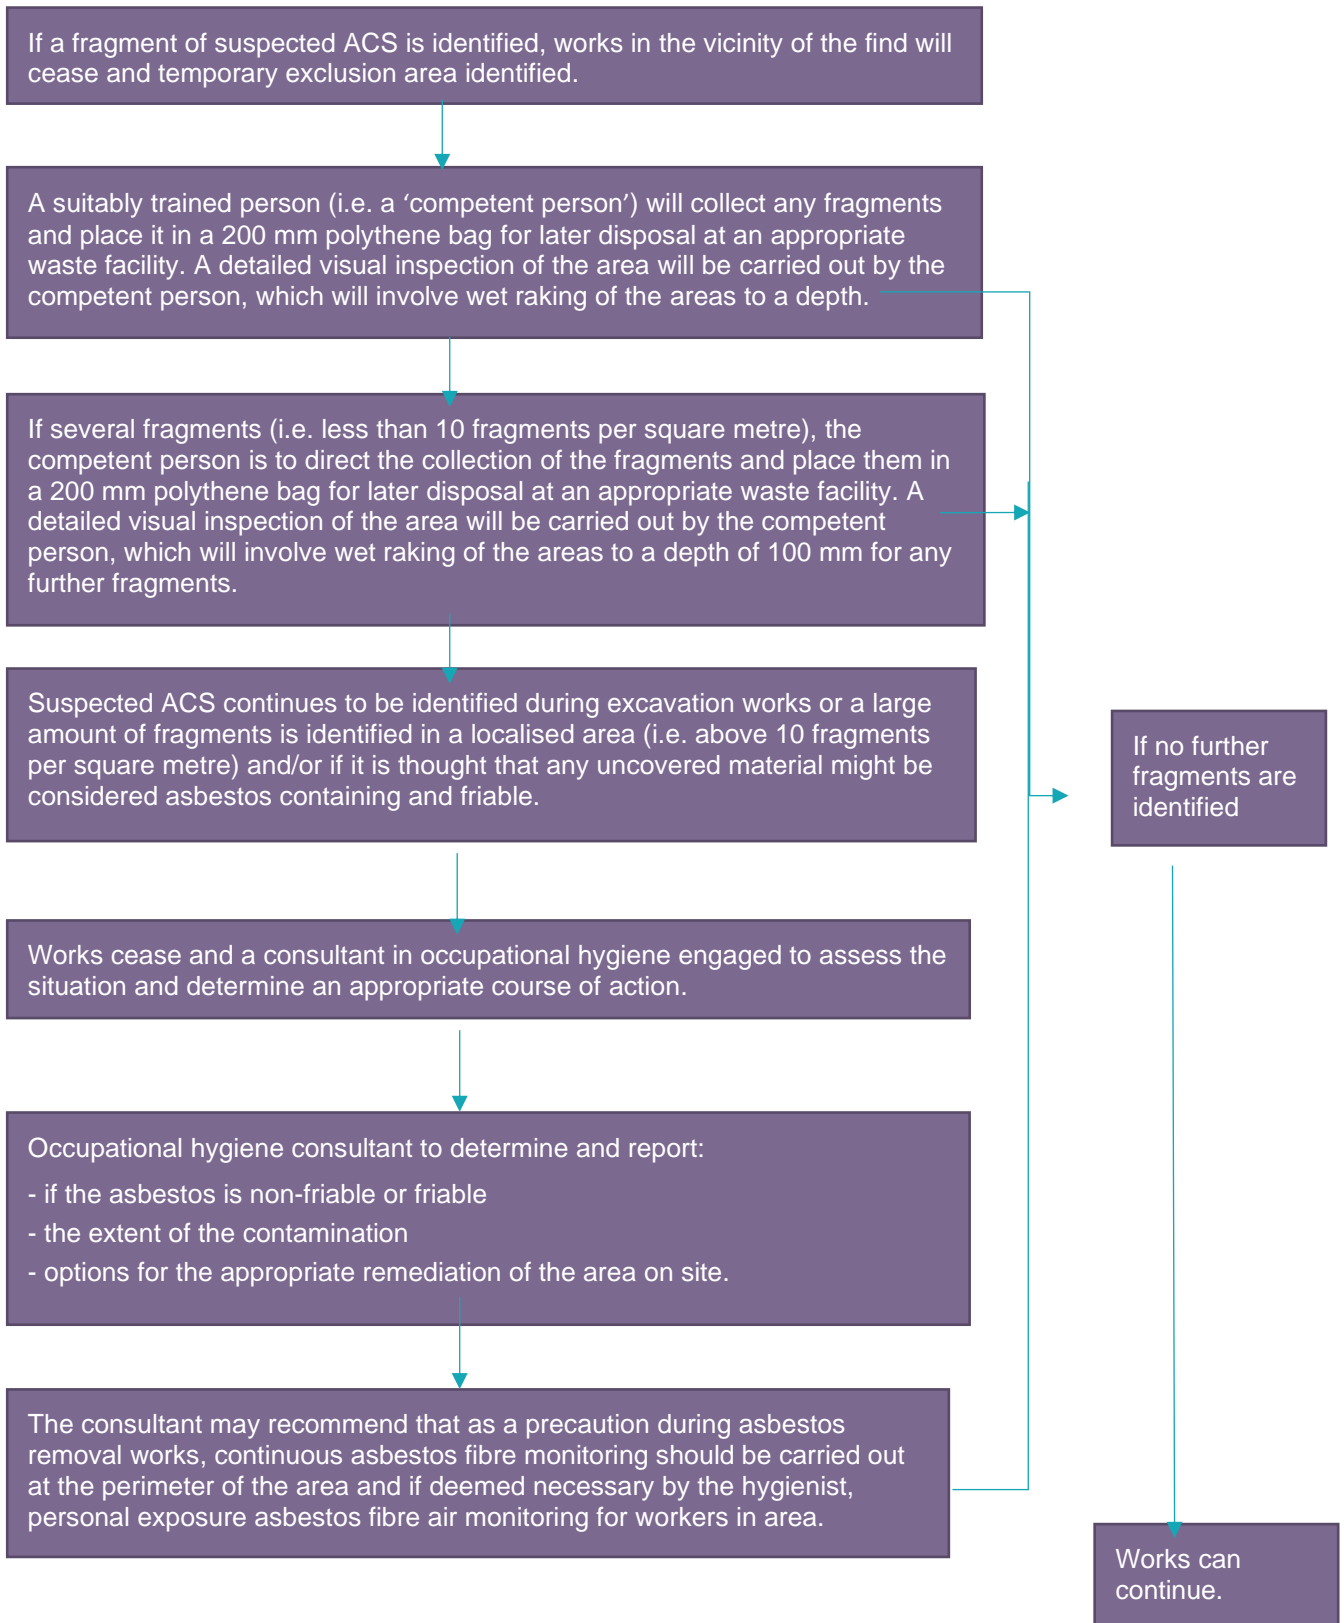 If a fragment of suspected ACS is identified, works in the vicinity of the find will
cease and temporary exclusion area identified.
A suitably trained person (i.e. a ‘competent person’) will collect any fragments
and place it in a 200 mm polythene bag for later disposal at an appropriate
waste facility. A detailed visual inspection of the area will be carried out by the
competent person, which will involve wet raking of the areas to a depth.
If several fragments (i.e. less than 10 fragments per square metre), the
competent person is to direct the collection of the fragments and place them in
a 200 mm polythene bag for later disposal at an appropriate waste facility. A
detailed visual inspection of the area will be carried out by the competent
person, which will involve wet raking of the areas to a depth of 100 mm for any
further fragments.
Suspected ACS continues to be identified during excavation works or a large
amount of fragments is identified in a localised area (i.e. above 10 fragments
per square metre) and/or if it is thought that any uncovered material might be
considered asbestos containing and friable.
If no further
fragments are
identified
Works cease and a consultant in occupational hygiene engaged to assess the
situation and determine an appropriate course of action.
Occupational hygiene consultant to determine and report:
- if the asbestos is non-friable or friable
- the extent of the contamination
- options for the appropriate remediation of the area on site.
The consultant may recommend that as a precaution during asbestos
removal works, continuous asbestos fibre monitoring should be carried out
at the perimeter of the area and if deemed necessary by the hygienist,
personal exposure asbestos fibre air monitoring for workers in area.
Works can
continue.